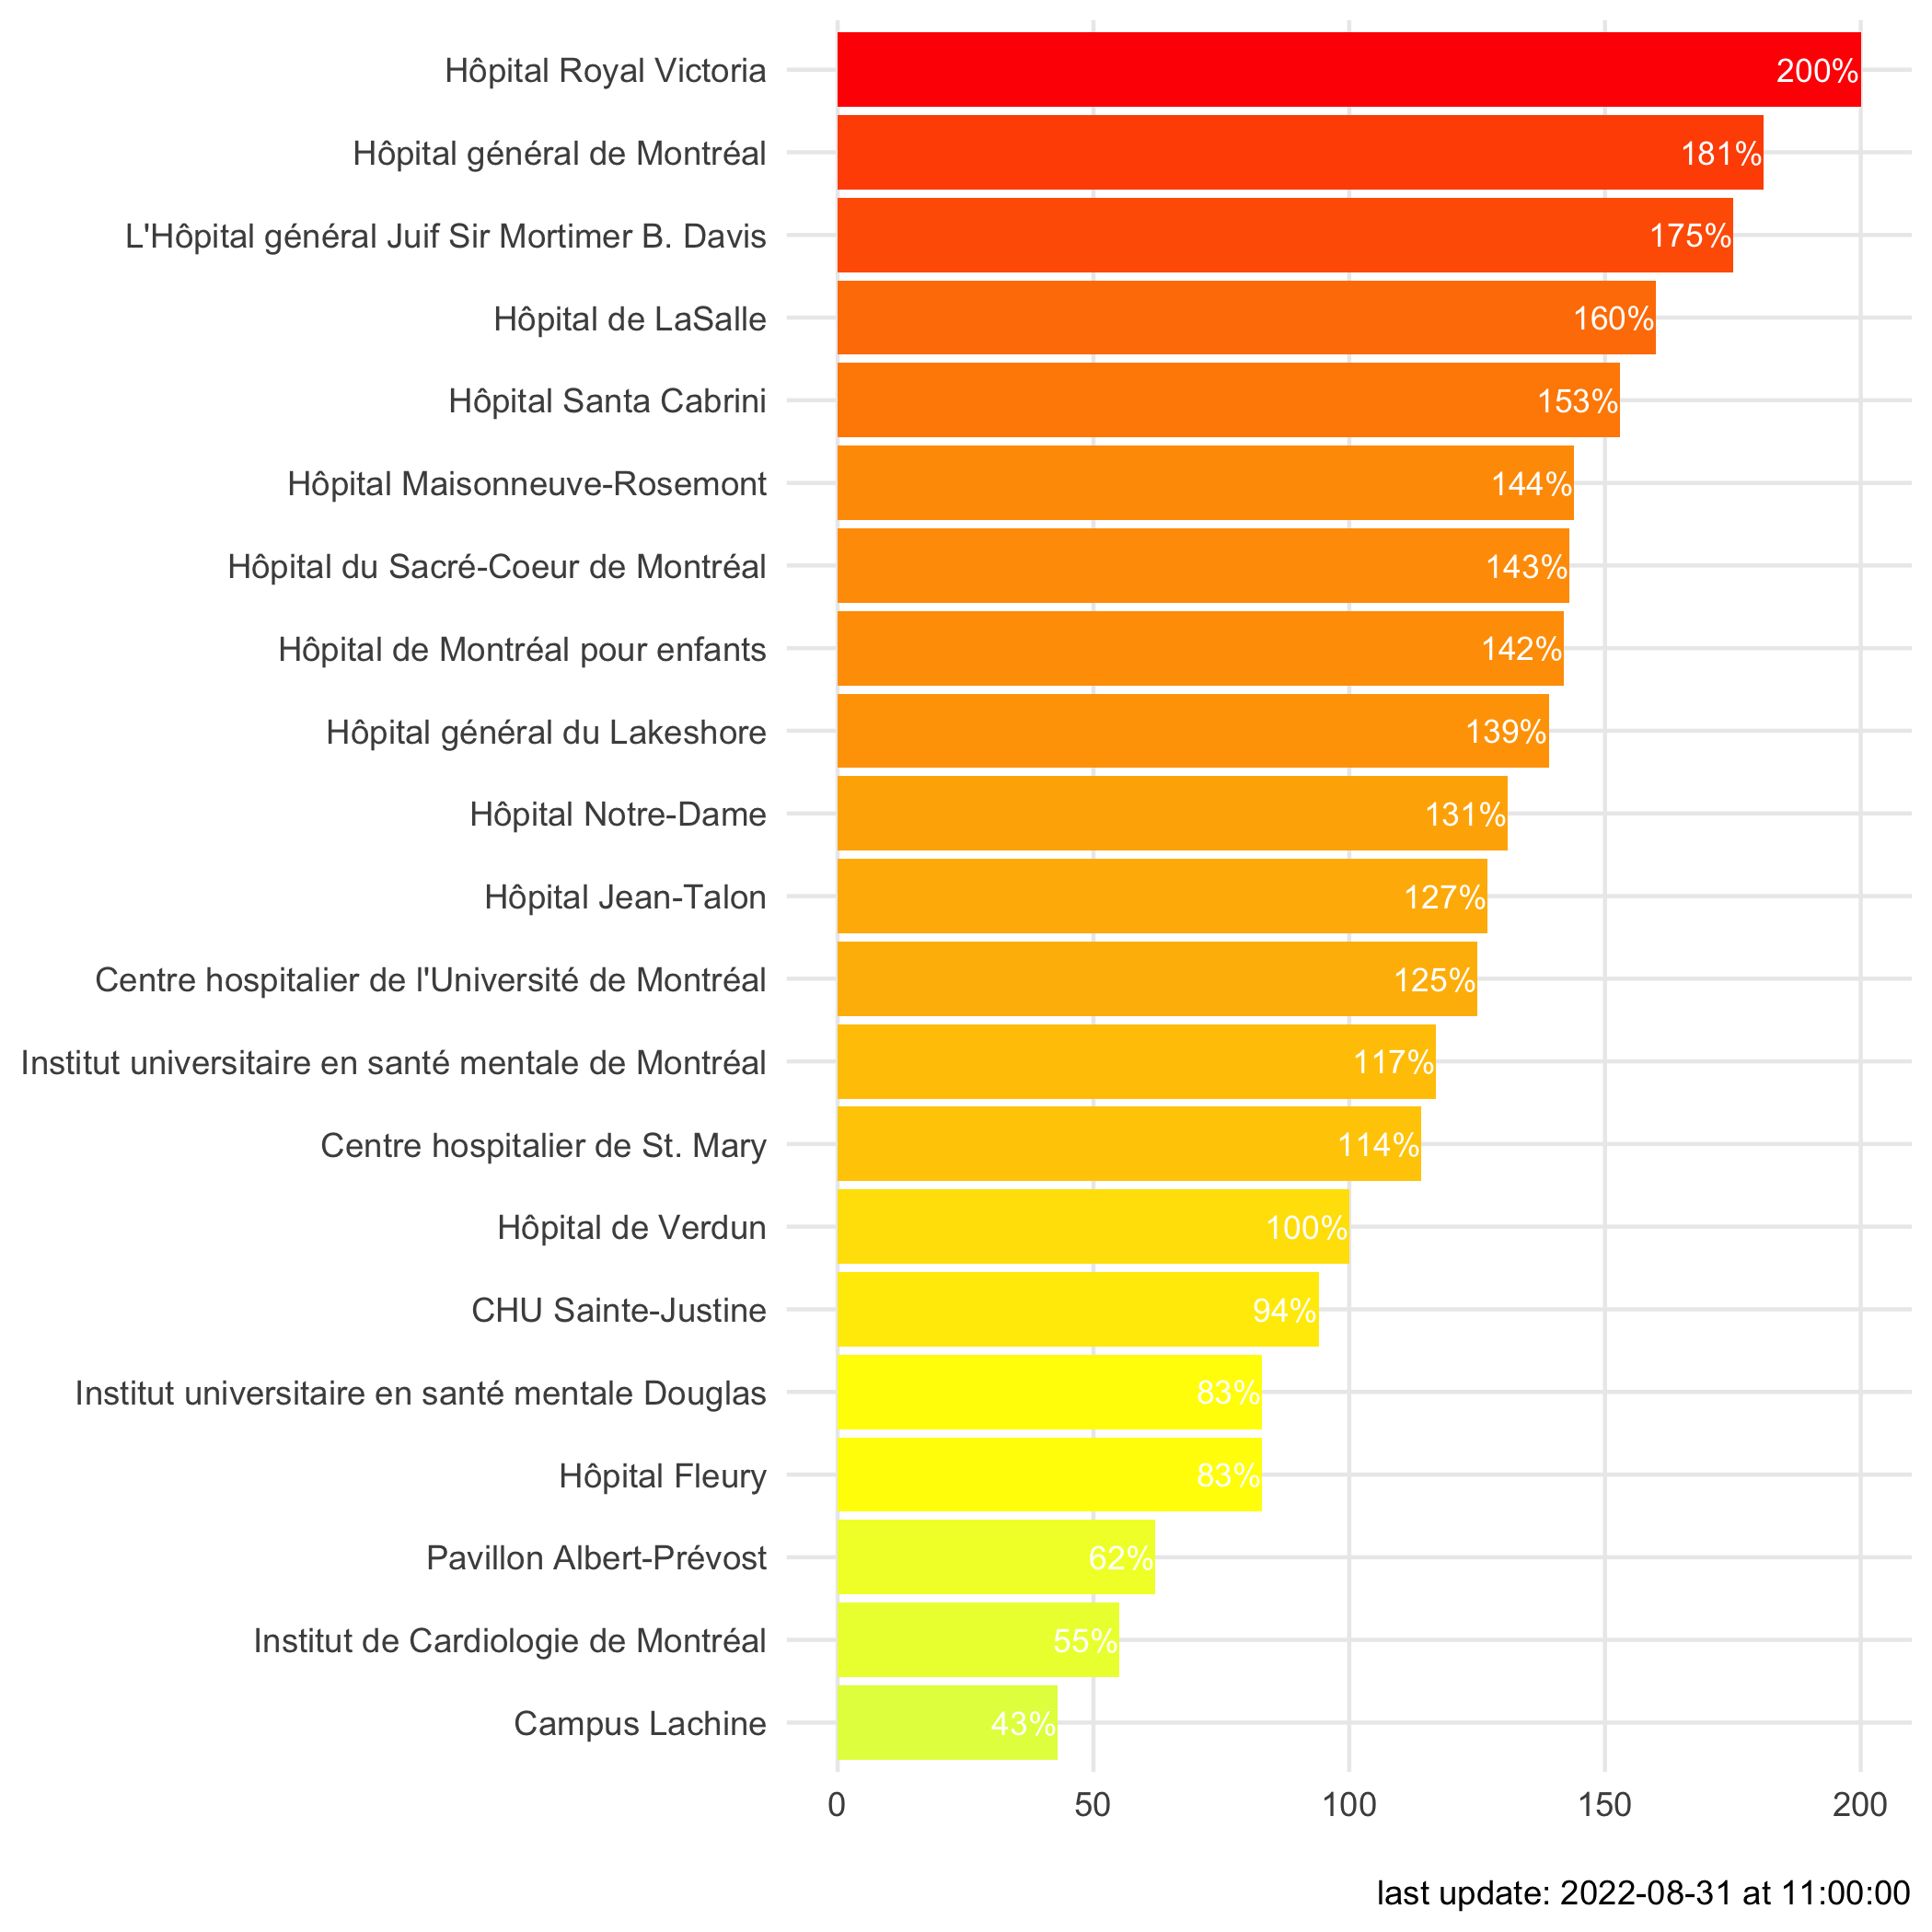 Hôpital Royal Victoria 200%
Hôpital général de Montréal 181%
L'Hôpital général Juif Sir Mortimer B. Davis 175%
Hôpital de LaSalle 160%
Hôpital Santa Cabrini 153%
Hôpital Maisonneuve-Rosemont 144%
Hôpital du Sacré-Coeur de Montréal 143%
Hôpital de Montréal pour enfants 142%
Hôpital général du Lakeshore 139%
Hôpital Notre-Dame 131%
Hôpital Jean-Talon 127%
Centre hospitalier de l'Université de Montréal 125%
Institut universitaire en santé mentale de Montréal 117%
Centre hospitalier de St. Mary 114%
Hôpital de Verdun 100%
CHU Sainte-Justine 94%
Institut universitaire en santé mentale Douglas 83%
Hôpital Fleury 83%
Pavillon Albert-Prévost 62%
Institut de Cardiologie de Montréal 55%
Campus Lachine 43%
0 50 100 150 200
last update: 2022-08-31 at 11:00:00